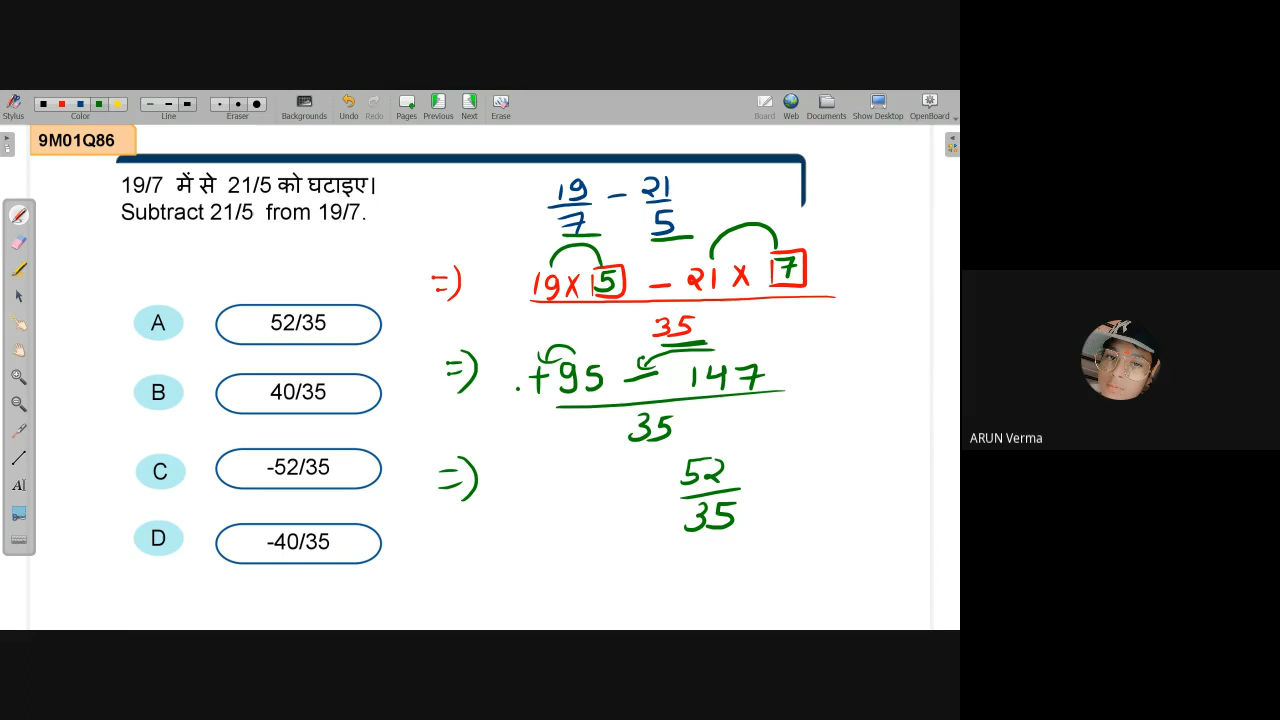 Stylus
Color
Line
Eraser
Backgrounds
Undo
Redo
Pages
Previous
Next
Erase
Board
Web
Documents
Show Desktop
OpenBoard
9M01Q86
19/7 में से 21/5 को घटाइए।
Subtract 21/5 from 19/7.
A 52/35
B 40/35
C -52/35
D -40/35
19/7 - 21/5
=) 19 x 15 - 21 x 17
35
=) +95 - 147
35
=) 52
35
ARUN Verma